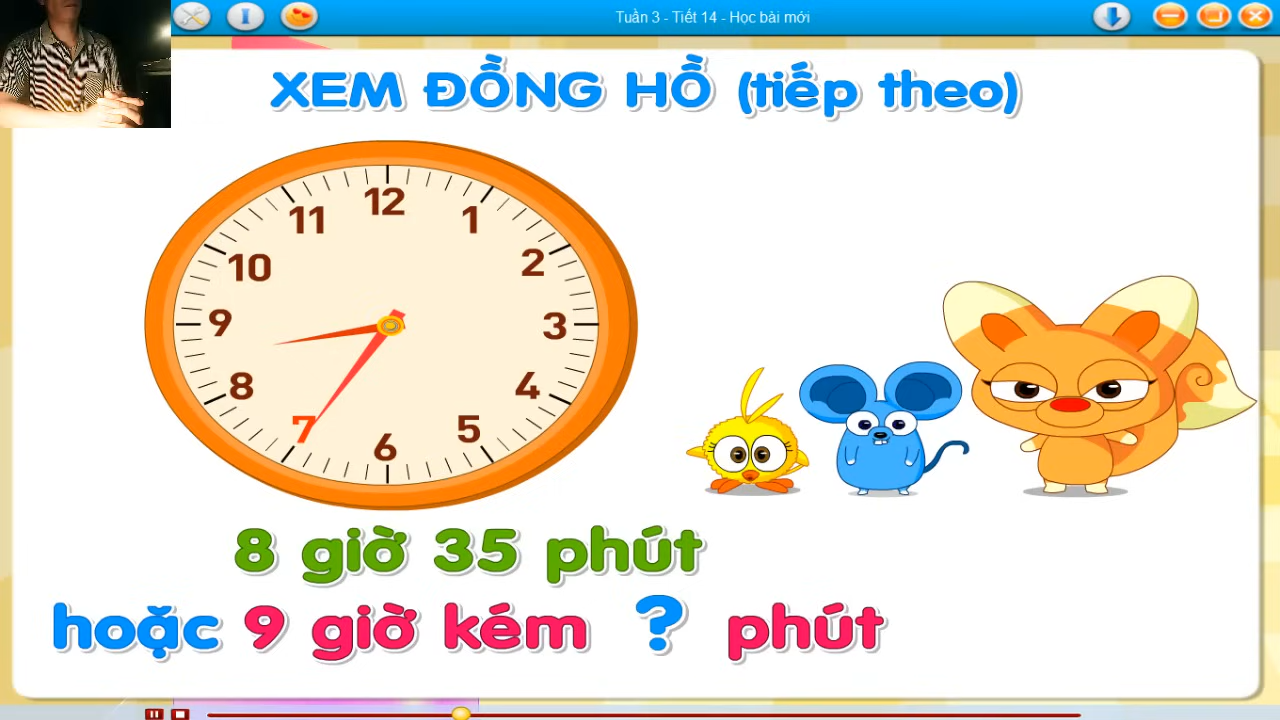 Tuần 3 - Tiết 14 - Học bài mới
XEM ĐỒNG HỒ (tiếp theo)
12
11 1
10 2
9 3
8 4
7 5
6
8 giờ 35 phút
hoặc 9 giờ kém ? phút